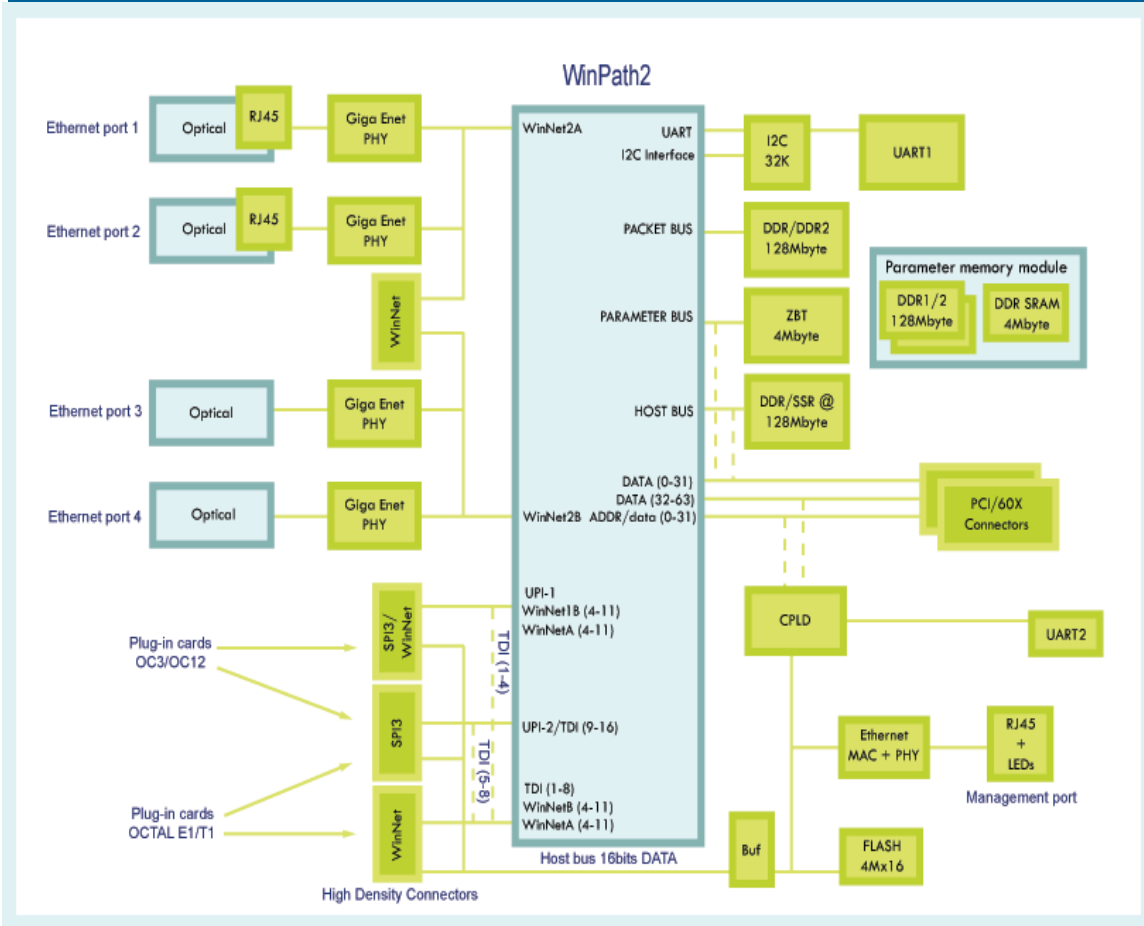 WinPath2
Ethernet port 1
Optical
RJ45
Giga Enet
PHY
WinNet2A
UART
I2C Interface
I2C
32K
UART1
Ethernet port 2
Optical
RJ45
Giga Enet
PHY
PACKET BUS
DDR/DDR2
128Mbyte
Parameter memory module
DDR1/2
128Mbyte
DDR SRAM
4Mbyte
WinNet
PARAMETER BUS
ZBT
4Mbyte
Ethernet port 3
Optical
Giga Enet
PHY
HOST BUS
DDR/SSR @
128Mbyte
DATA (0-31)
DATA (32-63)
Ethernet port 4
Optical
Giga Enet
PHY
WinNet2B
ADDR/data (0-31)
PCI/60X
Connectors
UPI-1
WinNet1B (4-11)
WinNetA (4-11)
SPI3/
WinNet
TDI (1-4)
Plug-in cards
OC3/OC12
CPLD
UART2
SPI3
UPI-2/TDI (9-16)
TDI (5-8)
Ethernet
MAC + PHY
RJ45
+
LEDs
Management port
Plug-in cards
OCTAL E1/T1
WinNet
TDI (1-8)
WinNetB (4-11)
WinNetA (4-11)
Host bus 16bits DATA
Buf
FLASH
4Mx16
High Density Connectors